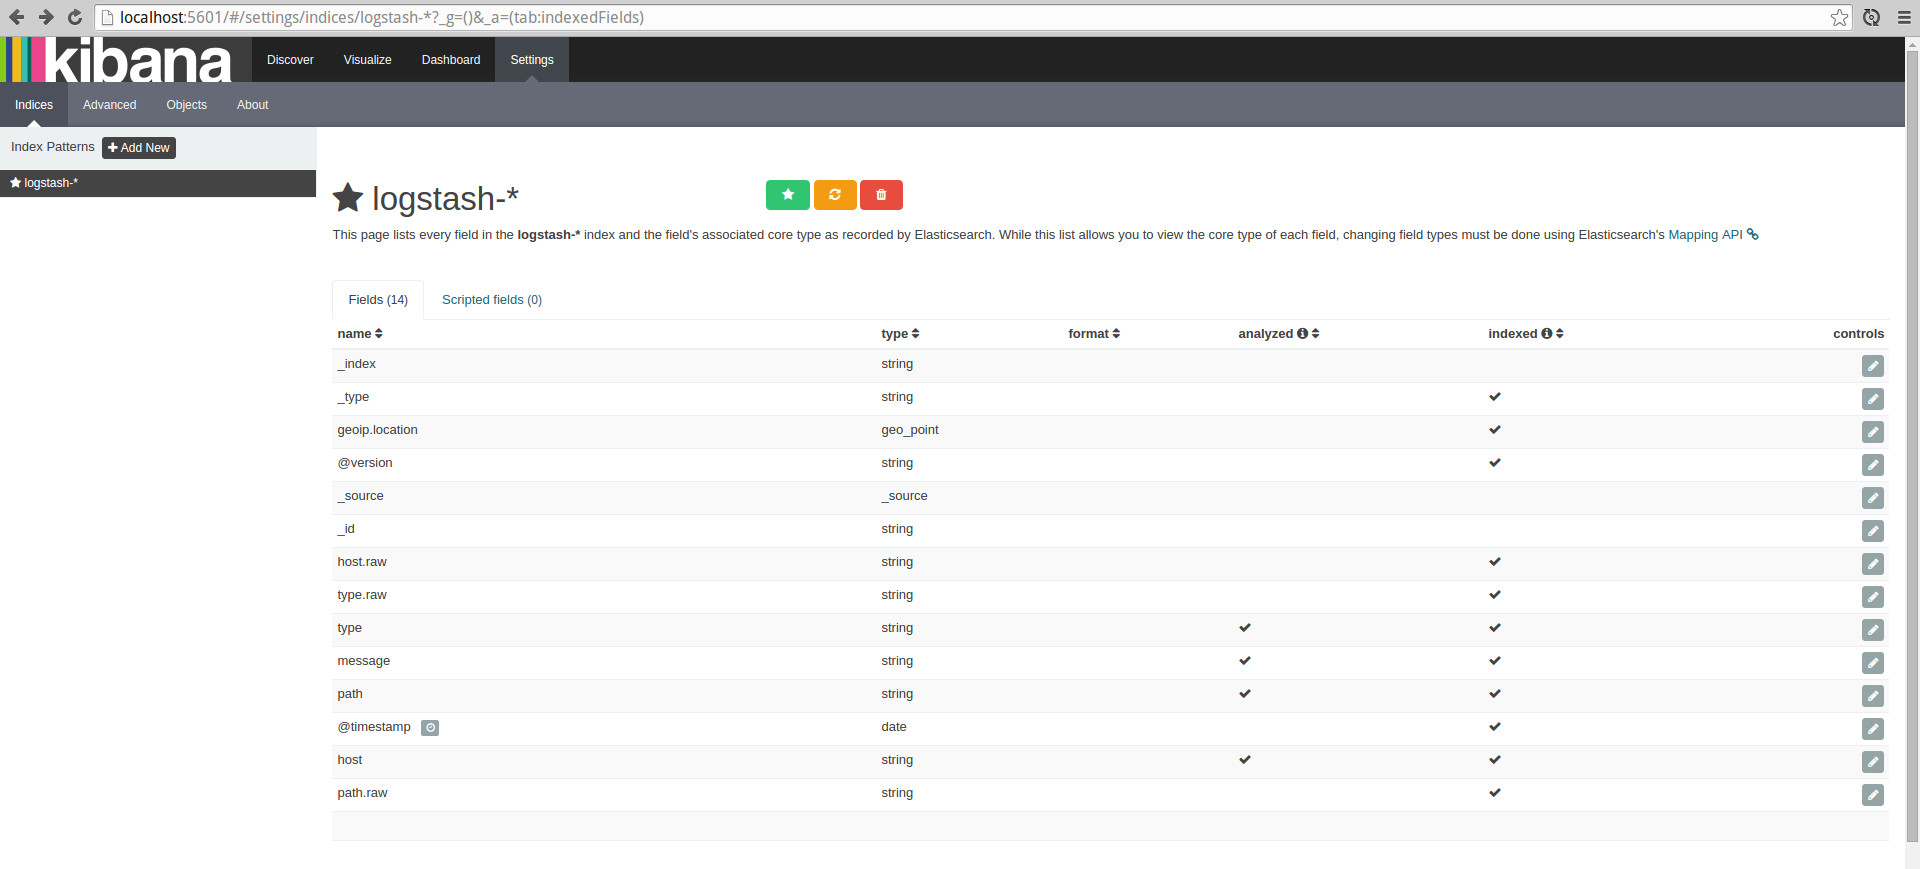 localhost:5601/#/settings/indices/logstash-*?_g=()&_a=(tab:indexedFields)
kibana Discover Visualize Dashboard Settings
Indices Advanced Objects About
Index Patterns Add New
logstash-*
logstash-*
This page lists every field in the logstash-* index and the field's associated core type as recorded by Elasticsearch. While this list allows you to view the core type of each field, changing field types must be done using Elasticsearch's Mapping API
Fields (14) Scripted fields (0)
name type format analyzed indexed controls
_index string
_type string
geoip.location geo_point
@version string
_source _source
_id string
host.raw string
type.raw string
type string
message string
path string
@timestamp date
host string
path.raw string